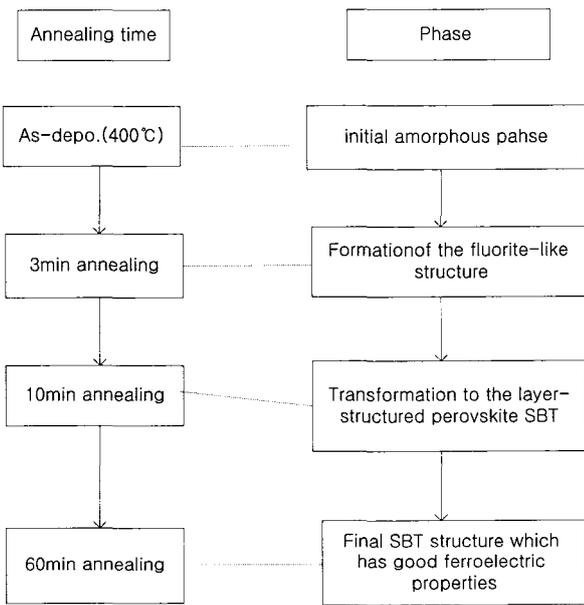 Annealing time
Phase
As-depo.(400℃)
initial amorphous pahse
3min annealing
Formationof the fluorite-like
structure
10min annealing
Transformation to the layer-
structured perovskite SBT
60min annealing
Final SBT structure which
has good ferroelectric
properties